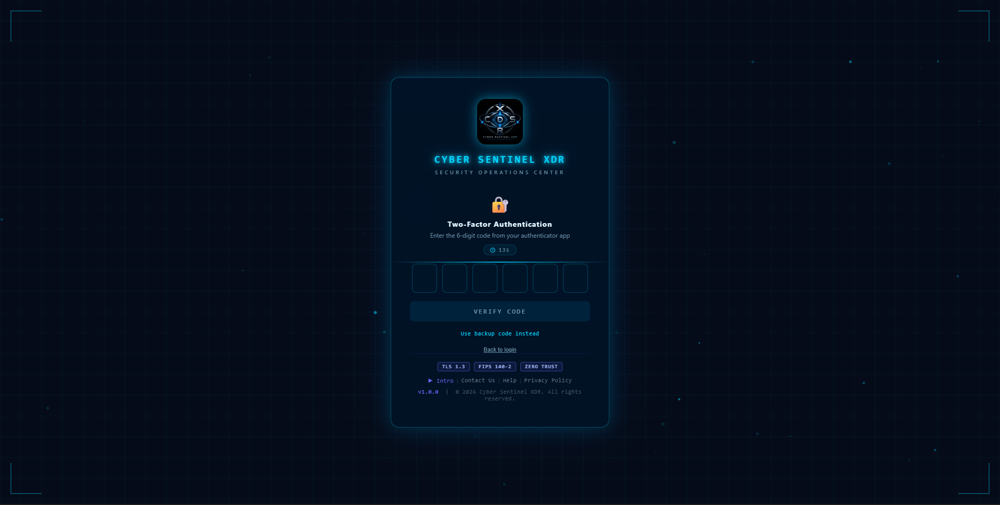 X
C D S
R
CYBER SENTINEL XDR
CYBER SENTINEL XDR
SECURITY OPERATIONS CENTER
Two-Factor Authentication
Enter the 6-digit code from your authenticator app
13s
VERIFY CODE
Use backup code instead
Back to login
TLS 1.3 FIPS 140-2 ZERO TRUST
▶ Intro | Contact Us | Help | Privacy Policy
v1.0.0 | © 2026 Cyber Sentinel XDR. All rights
reserved.